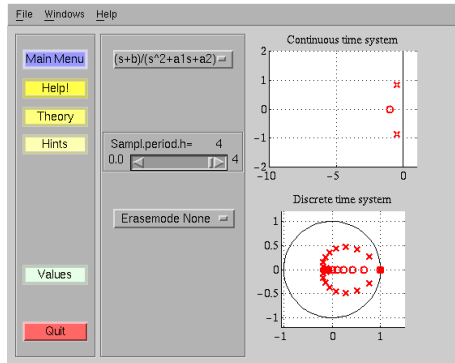 File Windows Help
Main Menu
Help!
Theory
Hints
Values
Quit
(s+b)/(s^2+a1s+a2)
Sampl.period.h= 4
0.0 4
Erasemode None
Continuous time system
2
1
0
-1
-2
-10 -5 0
Discrete time system
1
0.5
0
-0.5
-1
-1 0 1